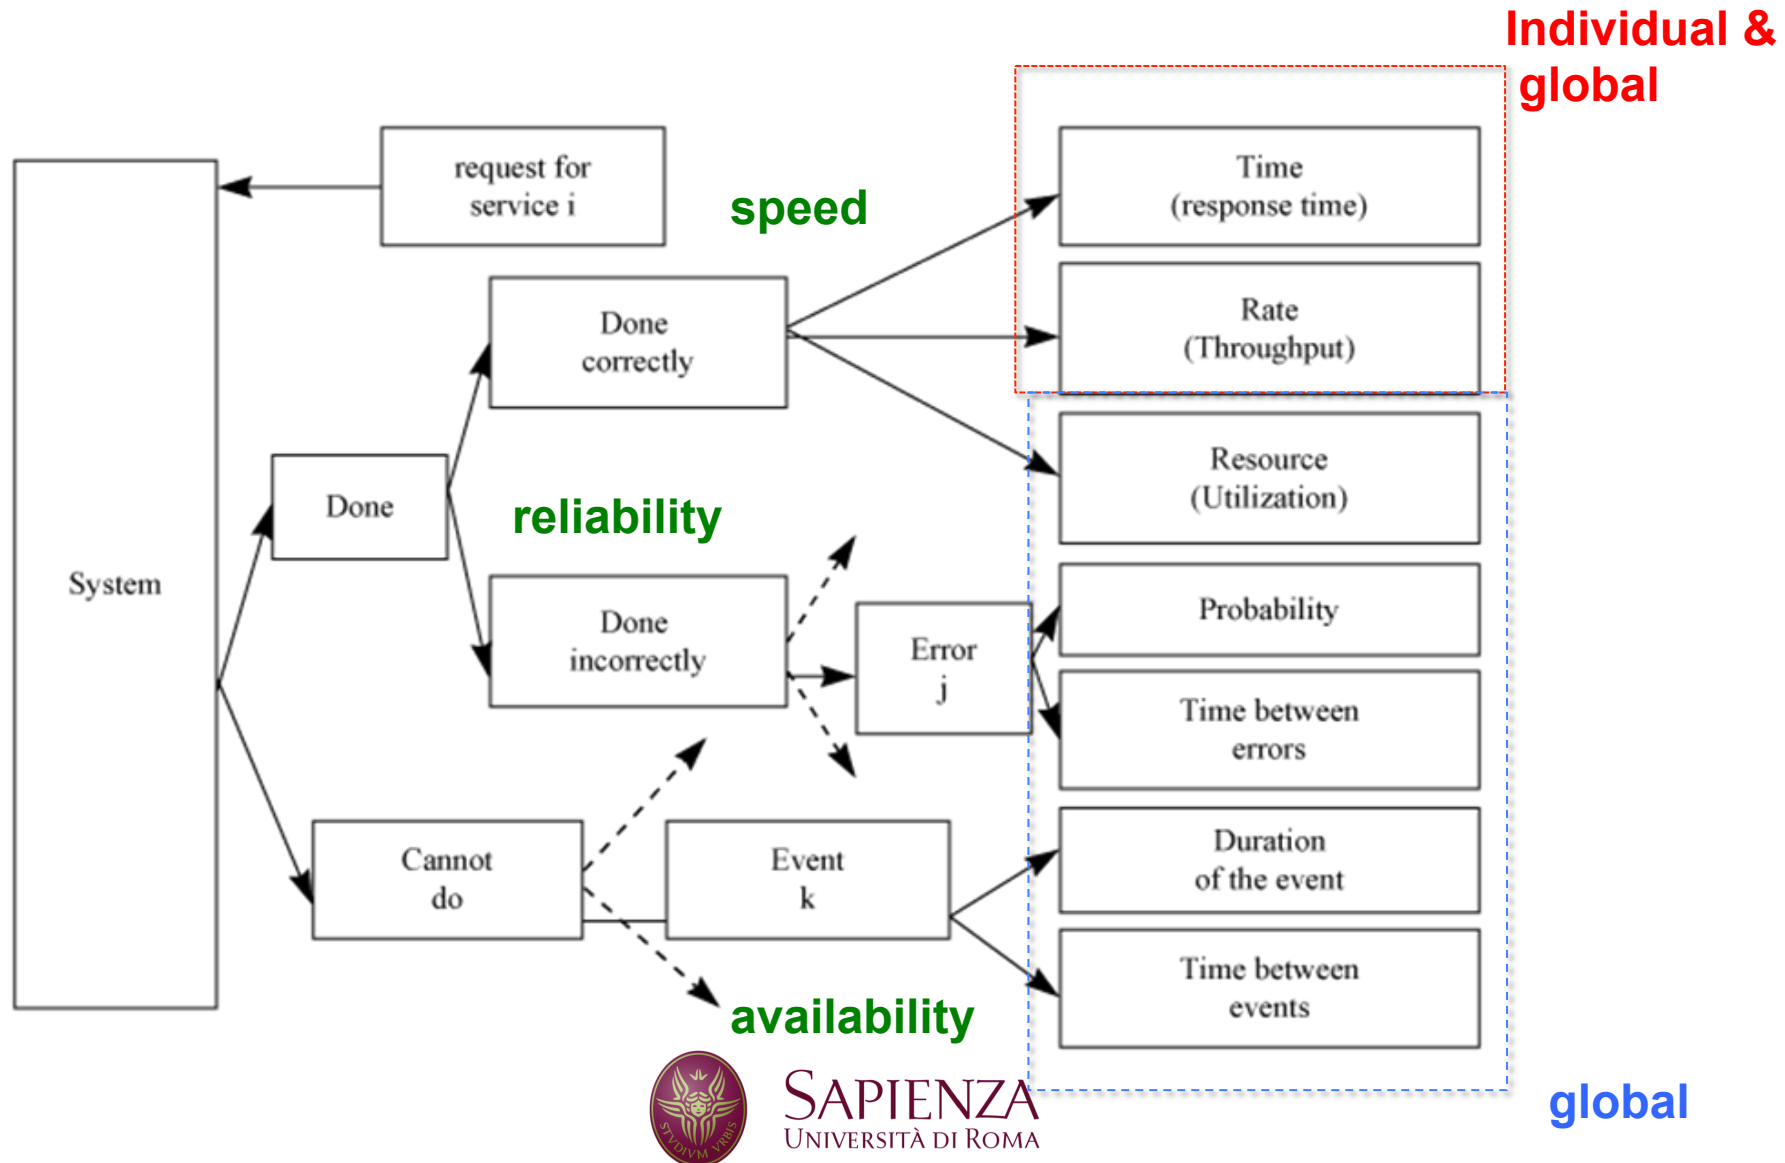 Individual &
global
request for
service i
speed
Time
(response time)
Rate
(Throughput)
Done
correctly
Resource
(Utilization)
Done
reliability
System
Done
incorrectly
Error
j
Probability
Time between
errors
Cannot
do
Event
k
Duration
of the event
Time between
events
availability
STVDIVM VRBIS
SAPIENZA
UNIVERSITÀ DI ROMA
global